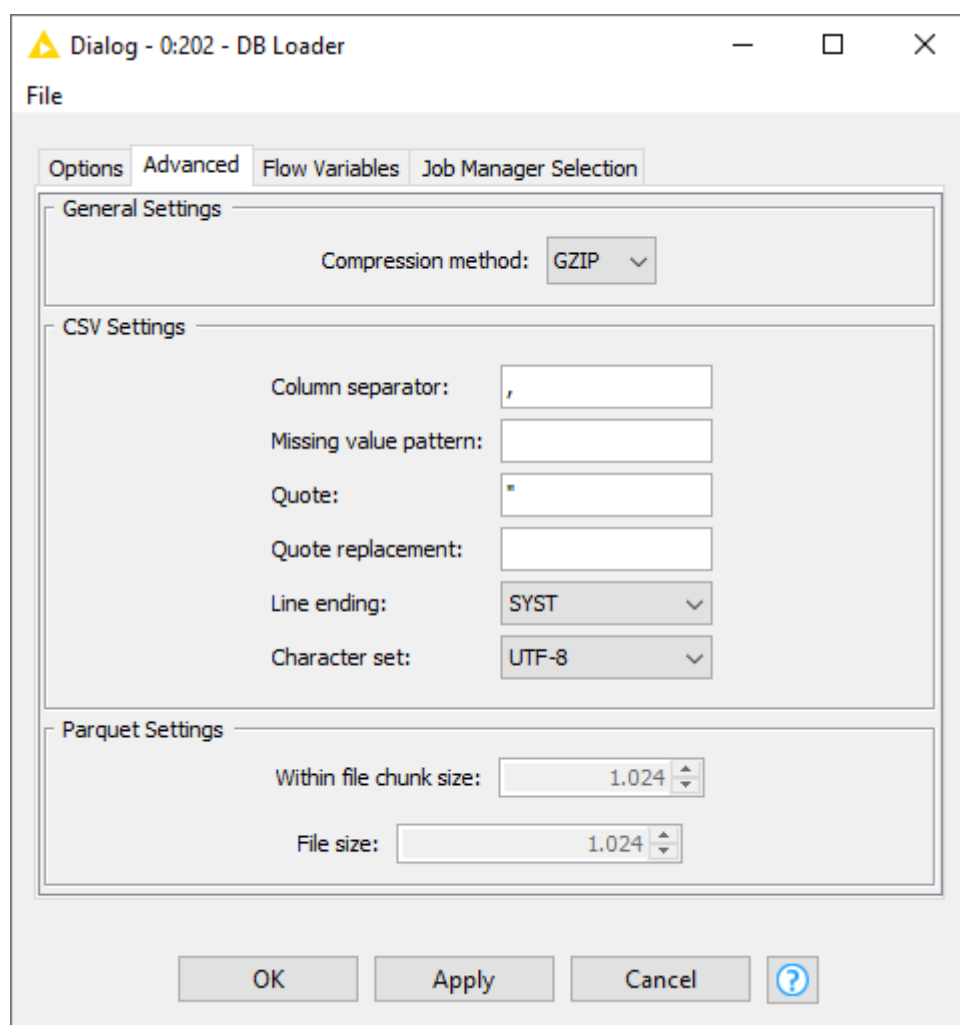 Dialog - 0:202 - DB Loader
File
Options Advanced Flow Variables Job Manager Selection
General Settings
Compression method: GZIP
CSV Settings
Column separator: ,
Missing value pattern:
Quote: "
Quote replacement:
Line ending: SYST
Character set: UTF-8
Parquet Settings
Within file chunk size: 1.024
File size: 1.024
OK Apply Cancel ?